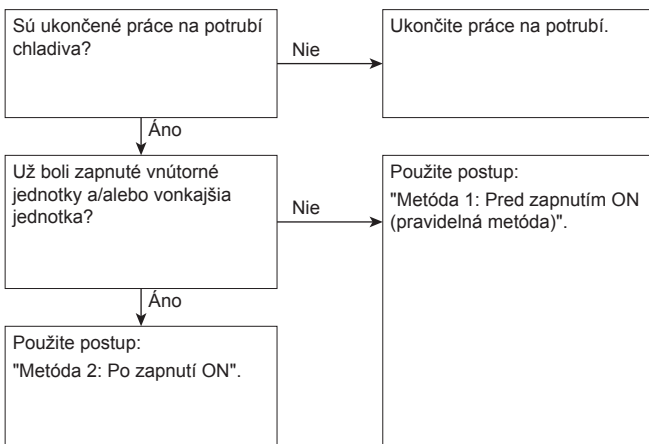 Sú ukončené práce na potrubí
chladiva?
Nie
Ukončite práce na potrubí.
Áno
Už boli zapnuté vnútorné
jednotky a/alebo vonkajšia
jednotka?
Nie
Použite postup:
"Metóda 1: Pred zapnutím ON
(pravidelná metóda)".
Áno
Použite postup:
"Metóda 2: Po zapnutí ON".